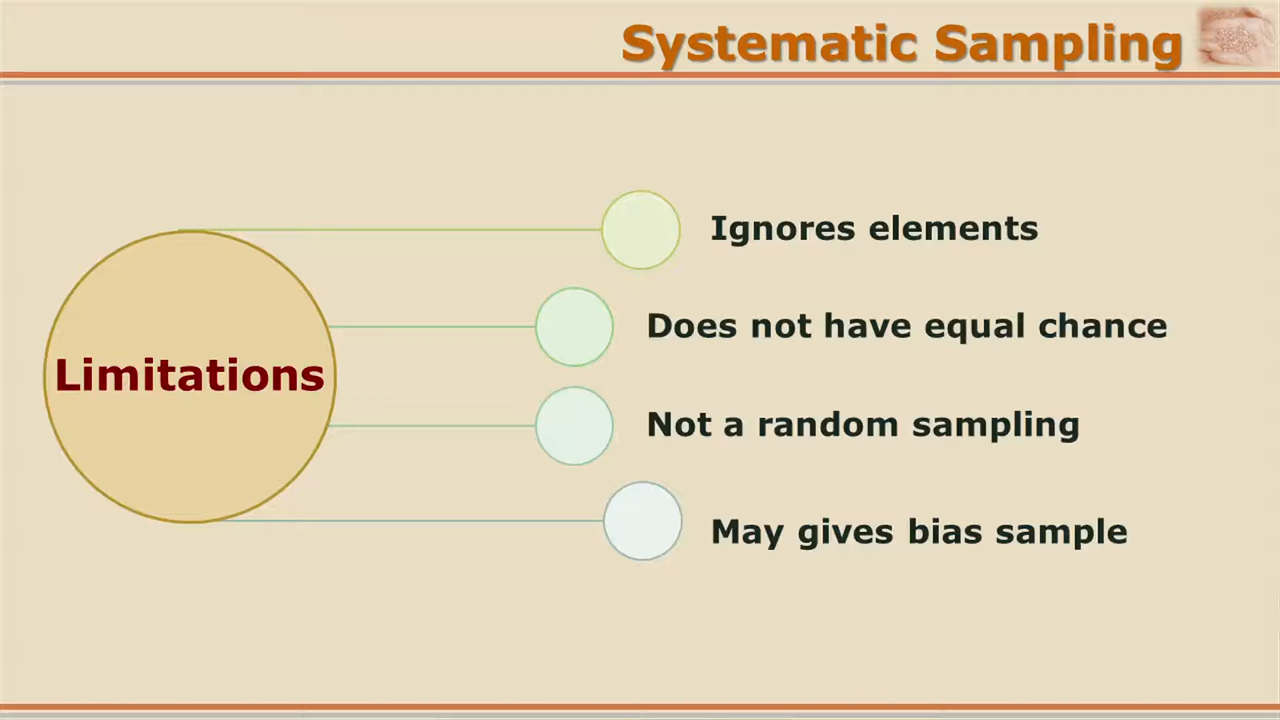 Systematic Sampling
Ignores elements
Does not have equal chance
Limitations
Not a random sampling
May gives bias sample